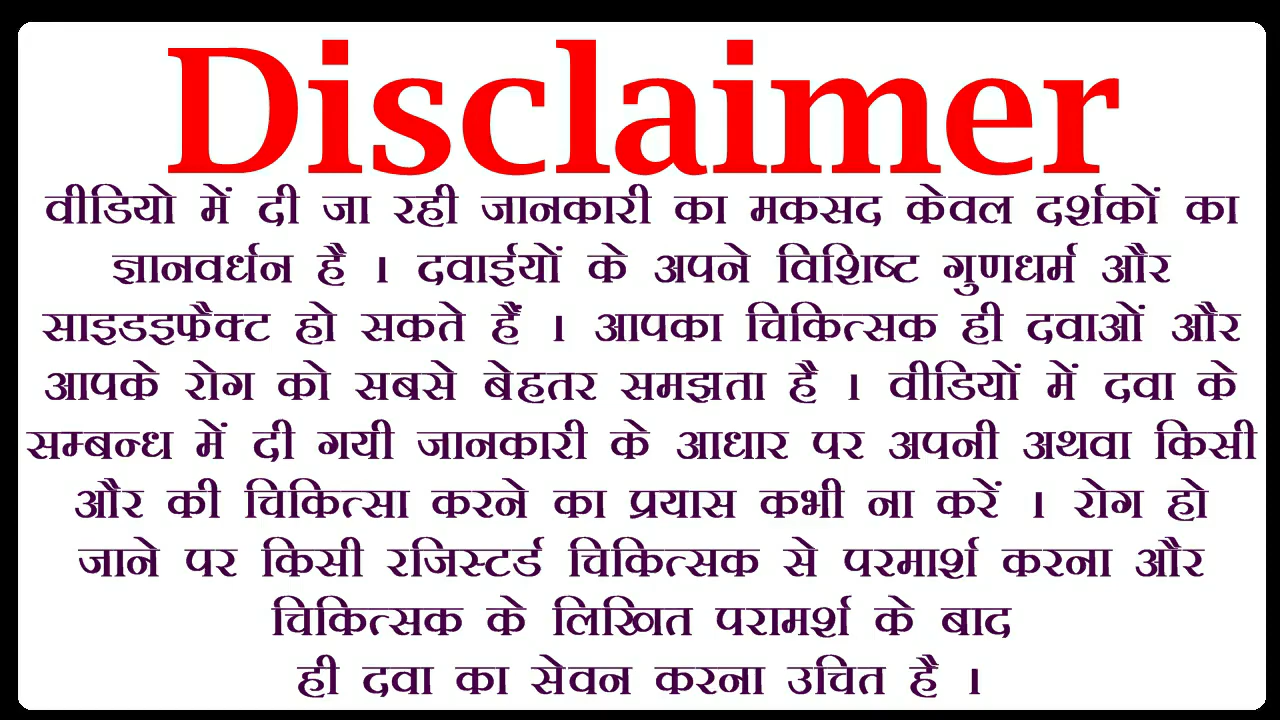 Disclaimer
वीडियो में दी जा रही जानकारी का मकसद केवल दर्शकों का
ज्ञानवर्धन है । दवाईयों के अपने विशिष्ट गुणधर्म और
साइडइफैक्ट हो सकते हैं । आपका चिकित्सक ही दवाओं और
आपके रोग को सबसे बेहतर समझता है । वीडियों में दवा के
सम्बन्ध में दी गयी जानकारी के आधार पर अपनी अथवा किसी
और की चिकित्सा करने का प्रयास कभी ना करें । रोग हो
जाने पर किसी रजिस्टर्ड चिकित्सक से परमार्श करना और
चिकित्सक के लिखित परामर्श के बाद
ही दवा का सेवन करना उचित है ।